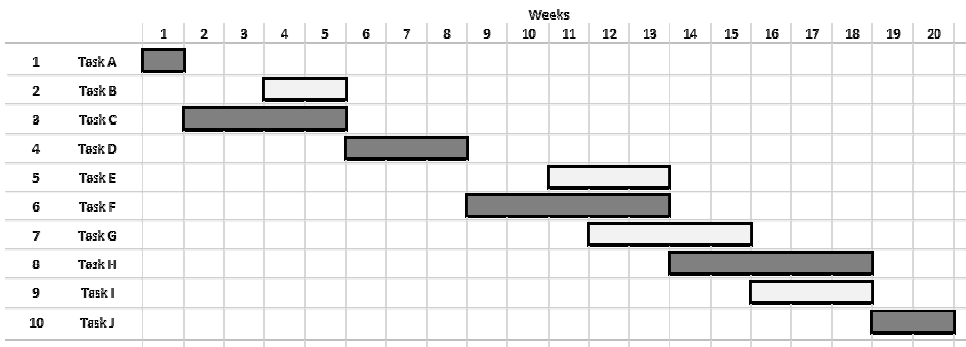 Weeks
1 2 3 4 5 6 7 8 9 10 11 12 13 14 15 16 17 18 19 20
1 Task A
2 Task B
3 Task C
4 Task D
5 Task E
6 Task F
7 Task G
8 Task H
9 Task I
10 Task J